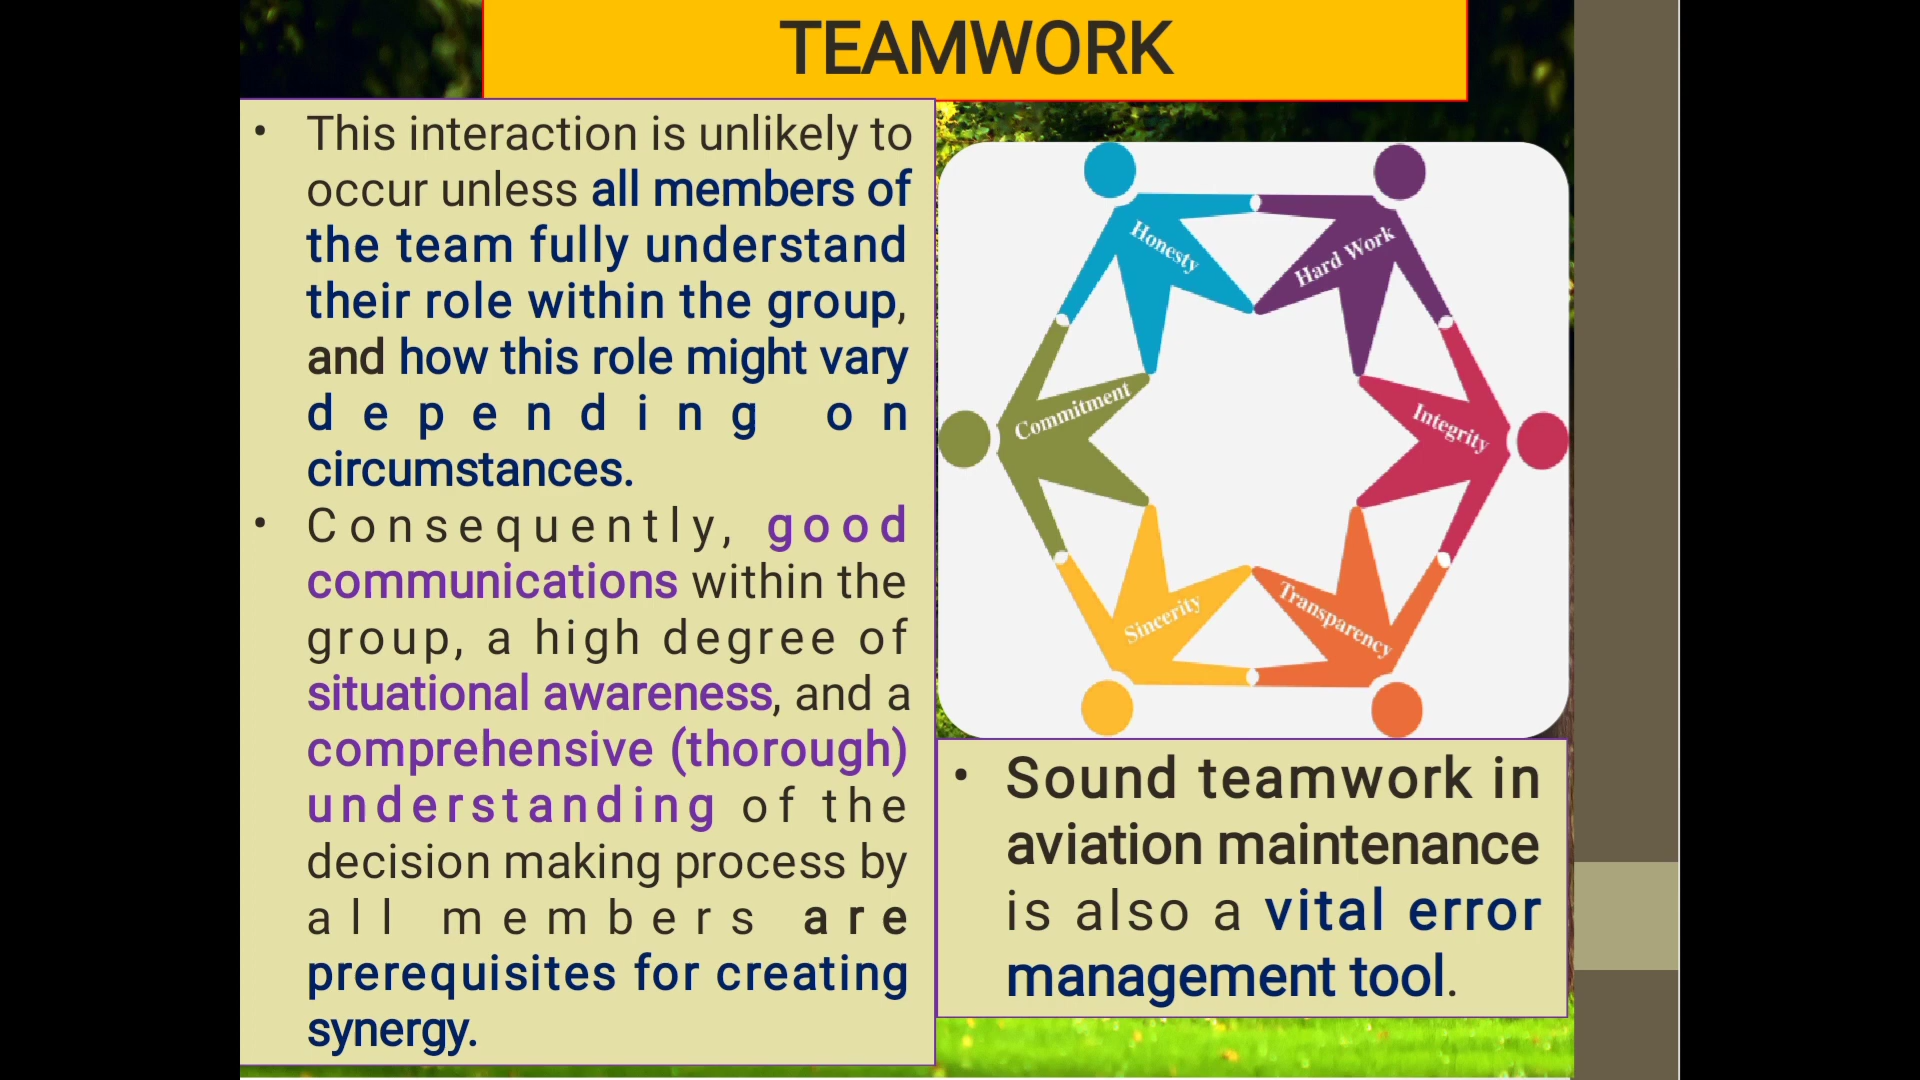 TEAMWORK
• This interaction is unlikely to
occur unless all members of
the team fully understand
their role within the group,
and how this role might vary
depending on
circumstances.
• Consequently, good
communications within the
group, a high degree of
situational awareness, and a
comprehensive (thorough)
understanding of the
decision making process by
all members are
prerequisites for creating
synergy.
Honesty
Hard Work
Commitment
Integrity
Sincerity
Transparency
• Sound teamwork in
aviation maintenance
is also a vital error
management tool.